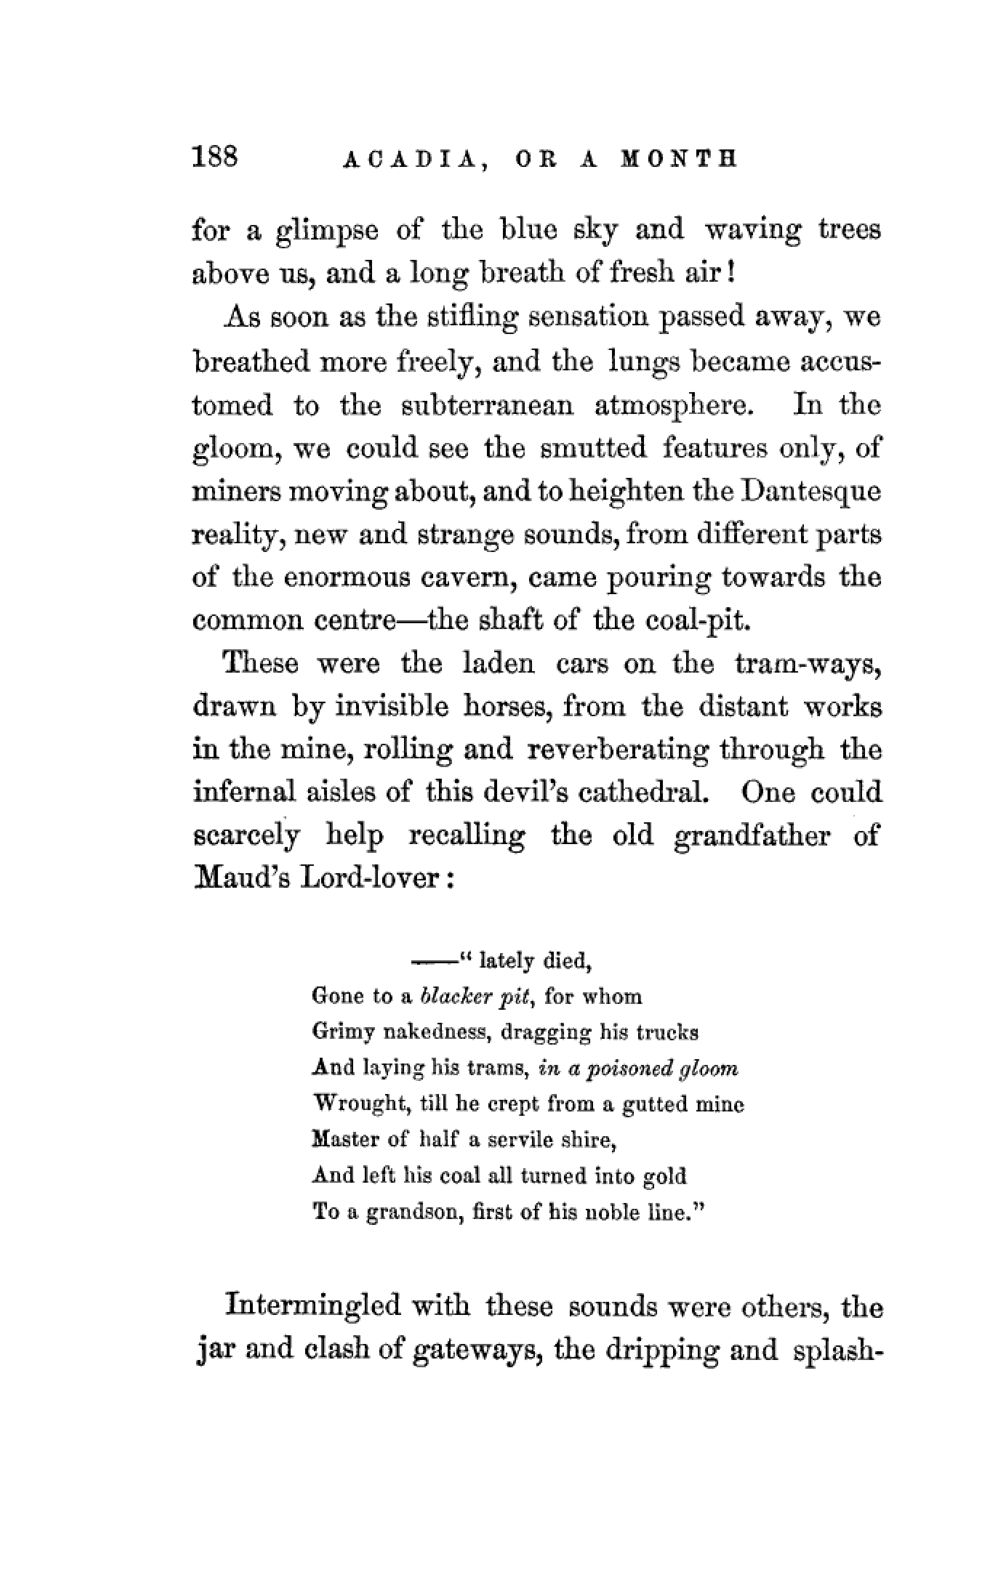 188 ACADIA, OR A MONTH
for a glimpse of the blue sky and waving trees
above us, and a long breath of fresh air!
As soon as the stifling sensation passed away, we
breathed more freely, and the lungs became accus-
tomed to the subterranean atmosphere. In the
gloom, we could see the smutted features only, of
miners moving about, and to heighten the Dantesque
reality, new and strange sounds, from different parts
of the enormous cavern, came pouring towards the
common centre—the shaft of the coal-pit.
These were the laden cars on the tram-ways,
drawn by invisible horses, from the distant works
in the mine, rolling and reverberating through the
infernal aisles of this devil's cathedral. One could
scarcely help recalling the old grandfather of
Maud's Lord-lover:
——“ lately died,
Gone to a blacker pit, for whom
Grimy nakedness, dragging his trucks
And laying his trams, in a poisoned gloom
Wrought, till he crept from a gutted mine
Master of half a servile shire,
And left his coal all turned into gold
To a grandson, first of his noble line.”
Intermingled with these sounds were others, the
jar and clash of gateways, the dripping and splash-